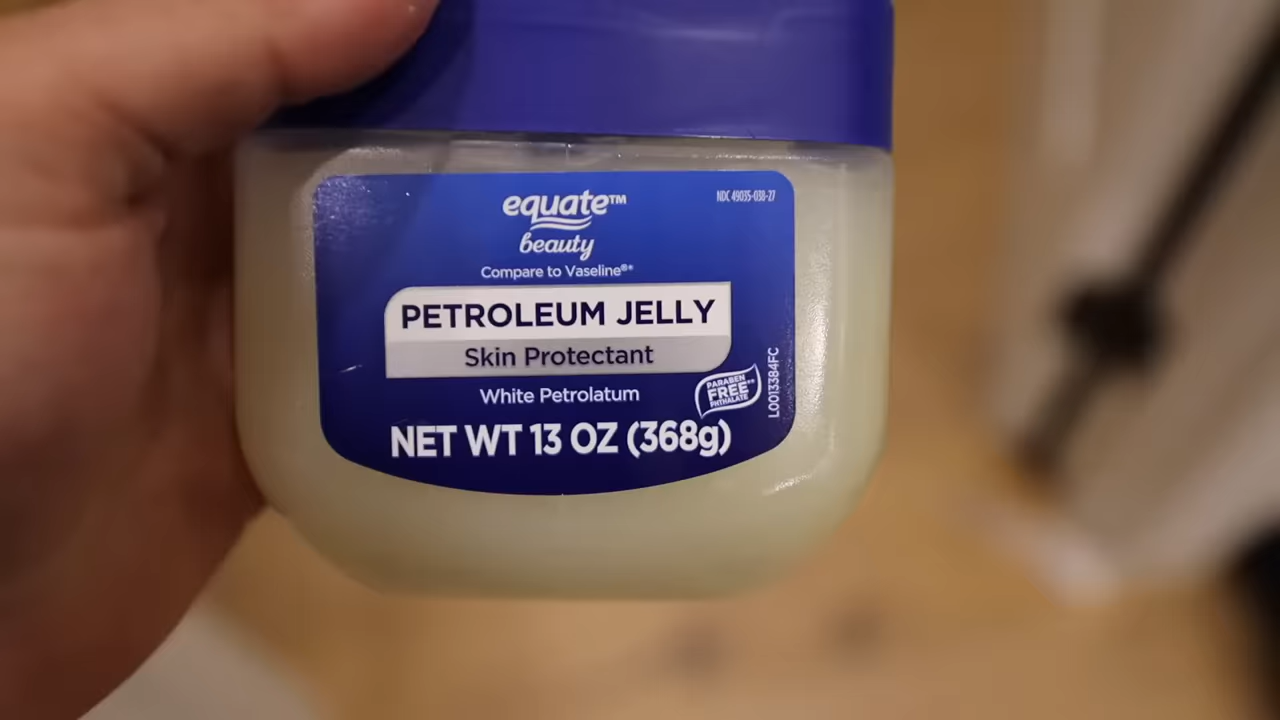 equate™
NDC 49035-038-27
beauty
Compare to Vaseline®*
PETROLEUM JELLY
Skin Protectant
White Petrolatum
PARABEN
FREE**
PHTHALATE
L0013384FC
NET WT 13 OZ (368g)